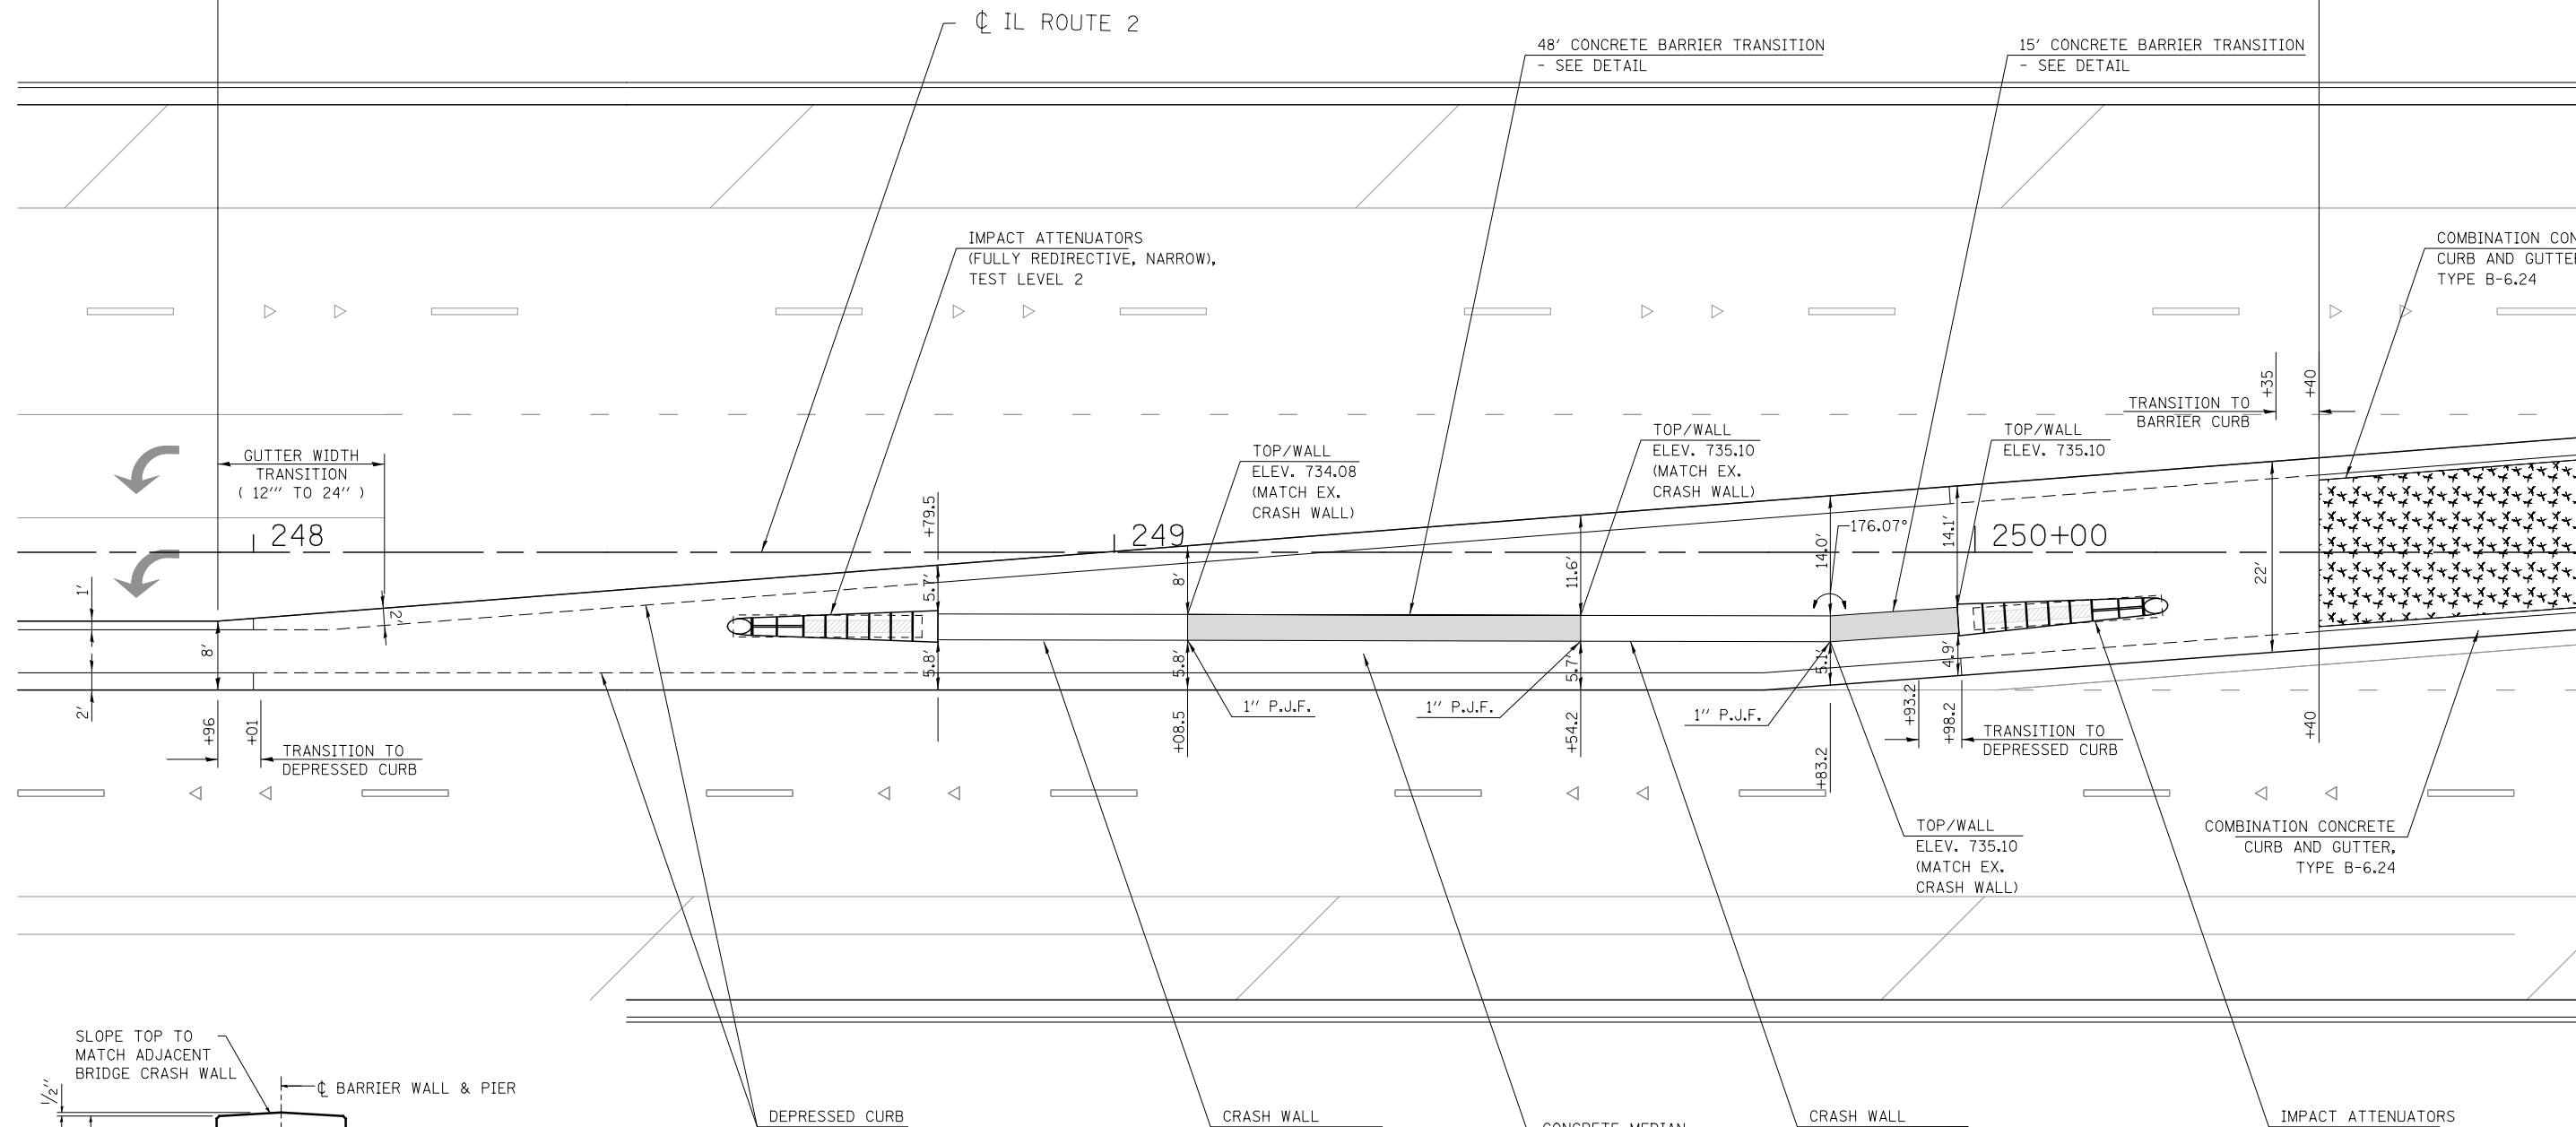 ℄ IL ROUTE 2
48' CONCRETE BARRIER TRANSITION
- SEE DETAIL
15' CONCRETE BARRIER TRANSITION
- SEE DETAIL
IMPACT ATTENUATORS
(FULLY REDIRECTIVE, NARROW),
TEST LEVEL 2
COMBINATION CON
CURB AND GUTTE
TYPE B-6.24
+35
+40
TRANSITION TO
BARRIER CURB
GUTTER WIDTH
TRANSITION
( 12"' TO 24" )
TOP/WALL
ELEV. 734.08
(MATCH EX.
CRASH WALL)
TOP/WALL
ELEV. 735.10
(MATCH EX.
CRASH WALL)
TOP/WALL
ELEV. 735.10
248
+79.5
249
176.07°
250+00
1'
2'
8'
2'
5.7'
5.8'
8'
5.8'
11.6'
5.7'
14.0'
5.1'
14.1'
4.9'
22'
1" P.J.F.
1" P.J.F.
1" P.J.F.
+96
+01
TRANSITION TO
DEPRESSED CURB
+08.5
+54.2
+83.2
+93.2
+98.2
TRANSITION TO
DEPRESSED CURB
+40
TOP/WALL
ELEV. 735.10
(MATCH EX.
CRASH WALL)
COMBINATION CONCRETE
CURB AND GUTTER,
TYPE B-6.24
SLOPE TOP TO
MATCH ADJACENT
BRIDGE CRASH WALL
℄ BARRIER WALL & PIER
1/2"
DEPRESSED CURB
CRASH WALL
CONCRETE MEDIAN
CRASH WALL
IMPACT ATTENUATORS